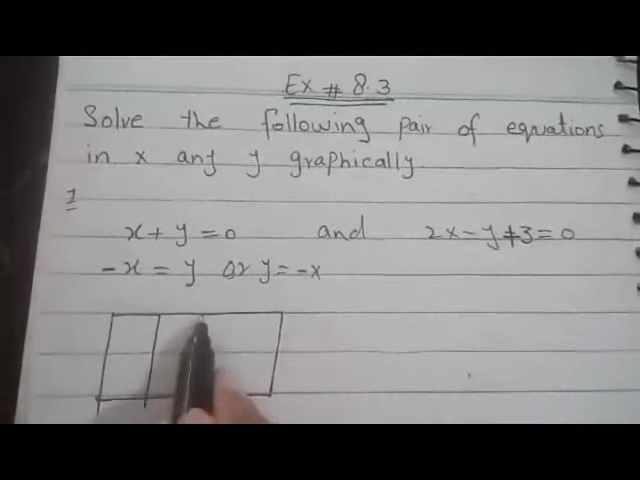 Ex # 8.3
Solve the following pair of equations
in x any y graphically
1
x + y = 0 and 2x - y + 3 = 0
-x = y Or y = -x